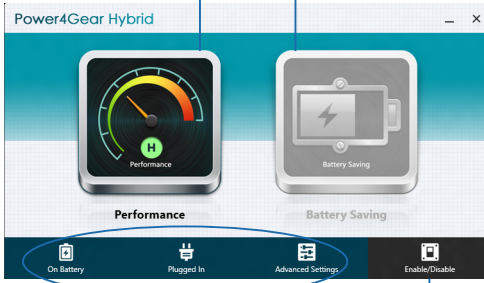 Power4Gear Hybrid
H
Performance
Battery Saving
Performance
Battery Saving
On Battery
Plugged In
Advanced Settings
Enable/Disable